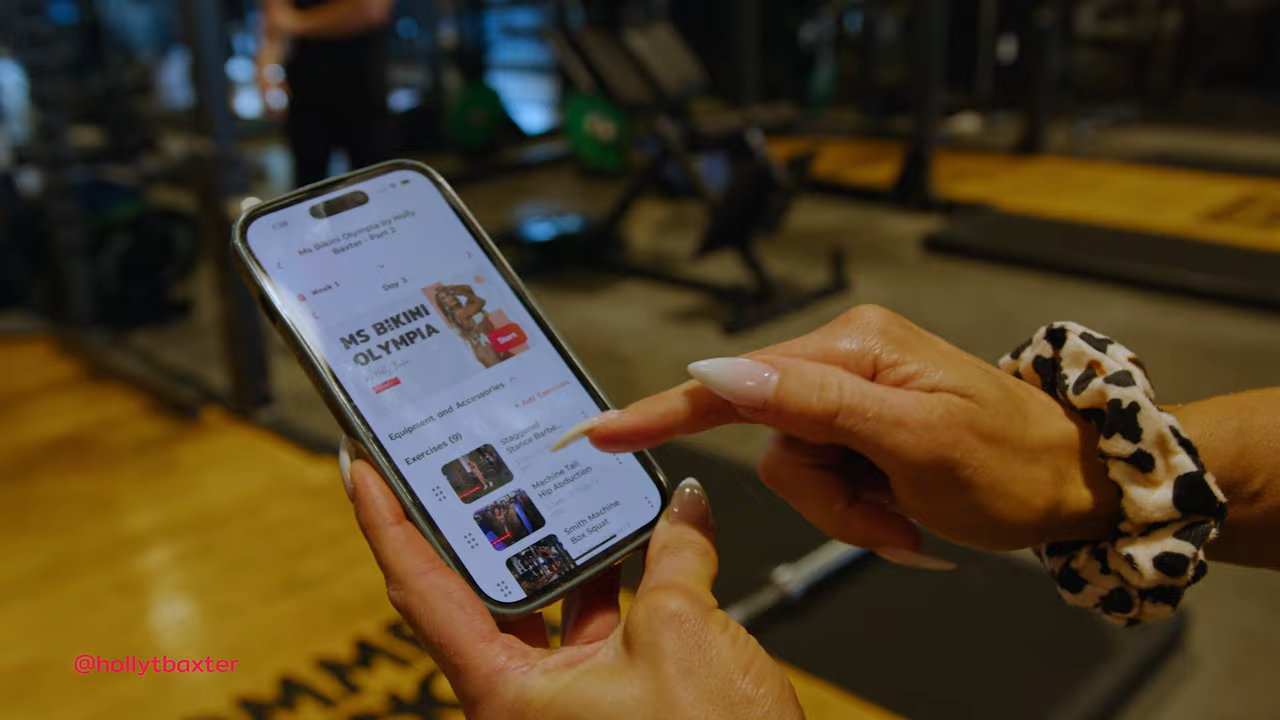 Ms Bikini Olympia by Holly
Baxter - Part 2
Week 1
Day 3
MS BIKINI
OLYMPIA
Start
Equipment and Accessories
+ Add Exercises
Exercises (9)
Staggered
Stance Barbe...
Machine Tall
Hip Abduction
Smith Machine
Box Squat
@hollytbaxter